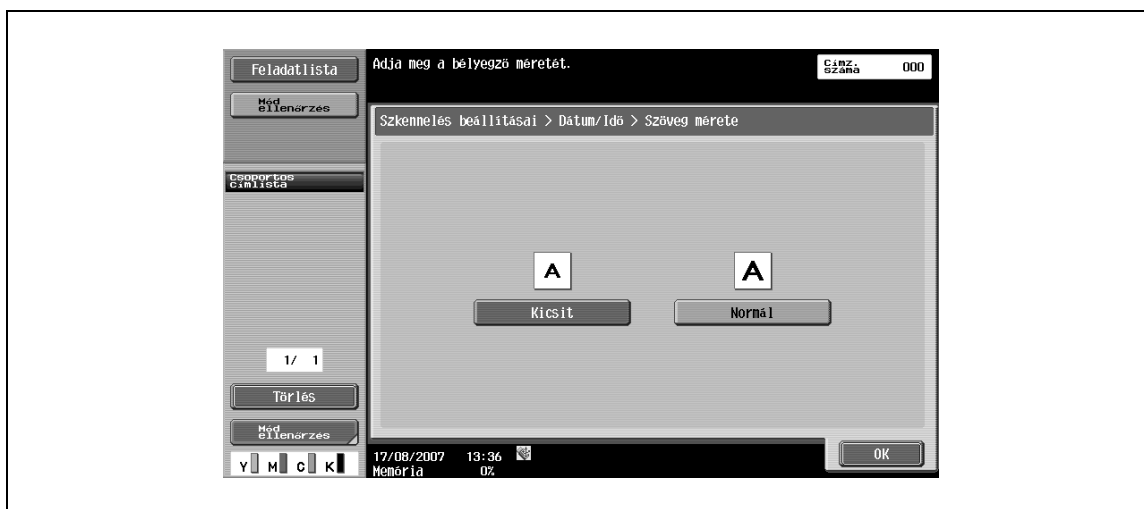 Feladatlista
Mód
ellenőrzés
Csoportos
címlista
1/ 1
Törlés
Mód
ellenőrzés
Y M C K
Adja meg a bélyegző méretét.
Címz.
száma 000
Szkennelés beállításai > Dátum/Idő > Szöveg mérete
A A
Kicsit Normál
17/08/2007 13:36
Memória 0%
OK